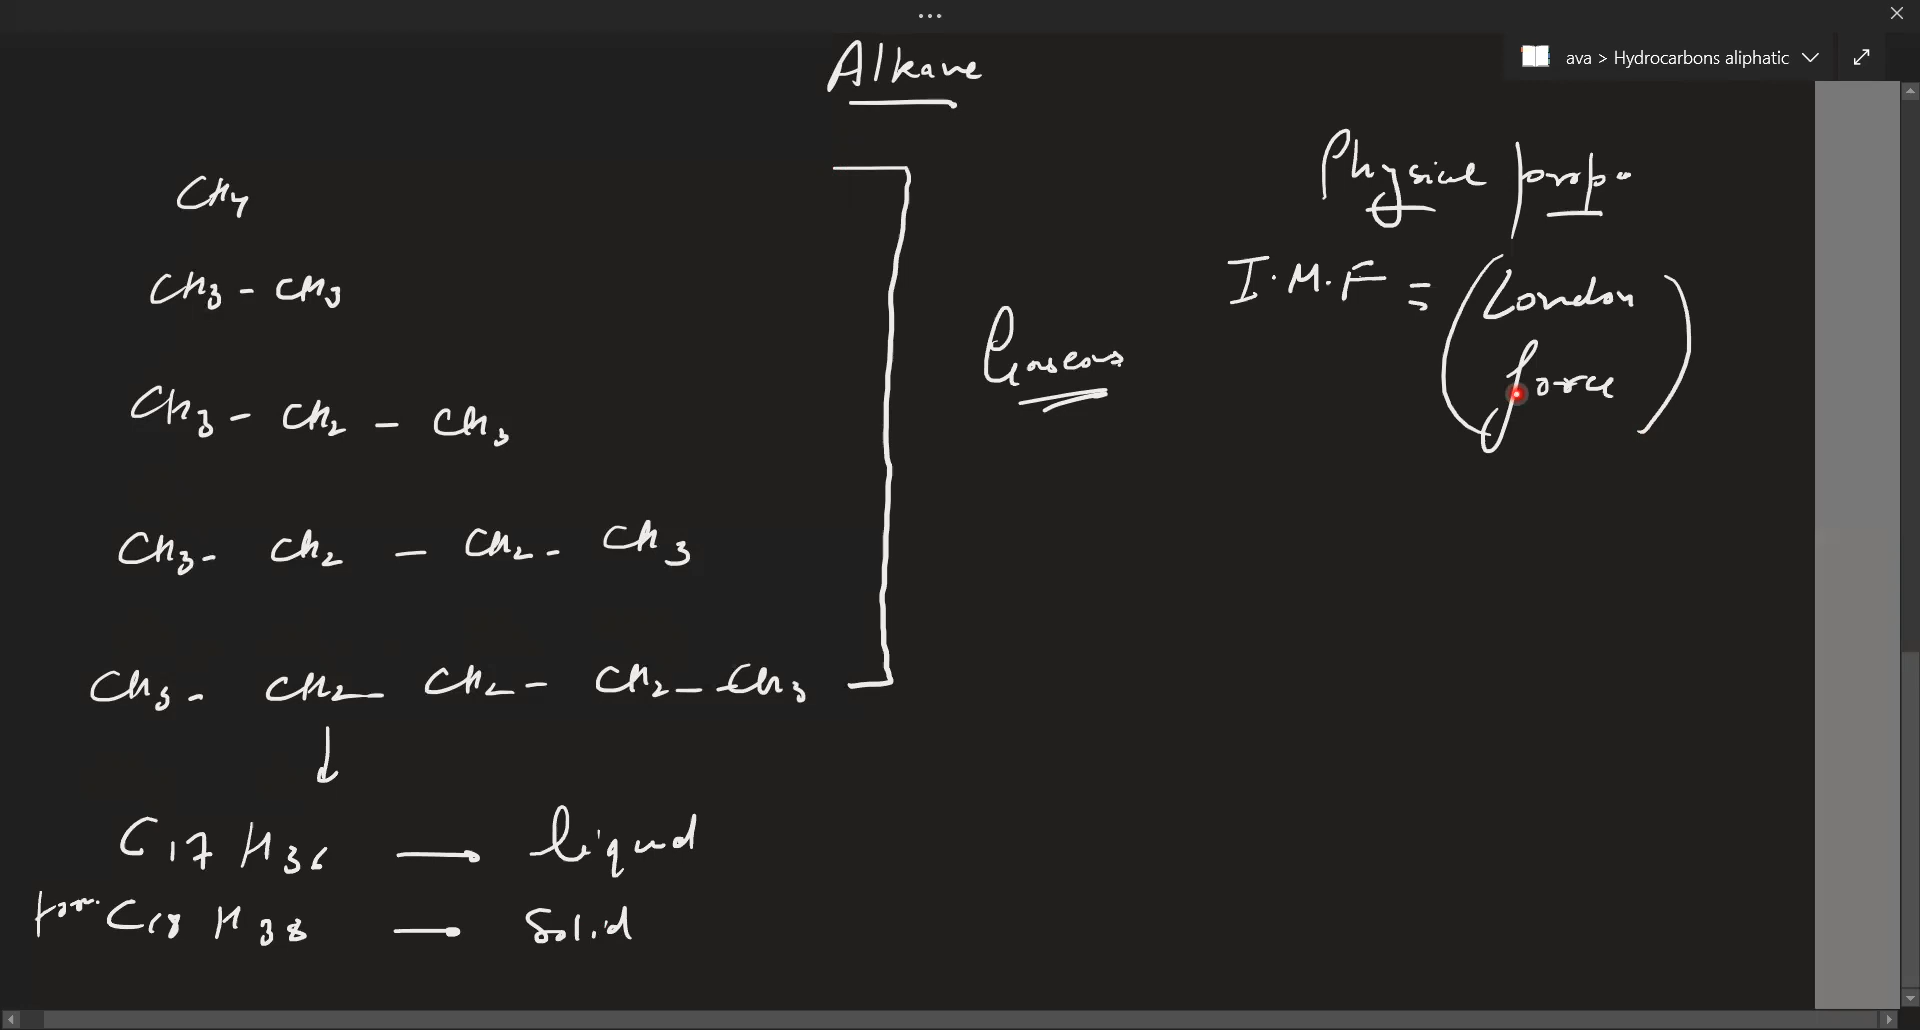 ava > Hydrocarbons aliphatic
Alkane
Physical prop.
I.M.F = (London
force)
CH4
CH3 - CH3
CH3 - CH2 - CH3
Gaseous
CH3 - CH2 - CH2 - CH3
CH3 - CH2 - CH2 - CH2 - CH3
C17 H36 → liquid
C18 H38 → Solid